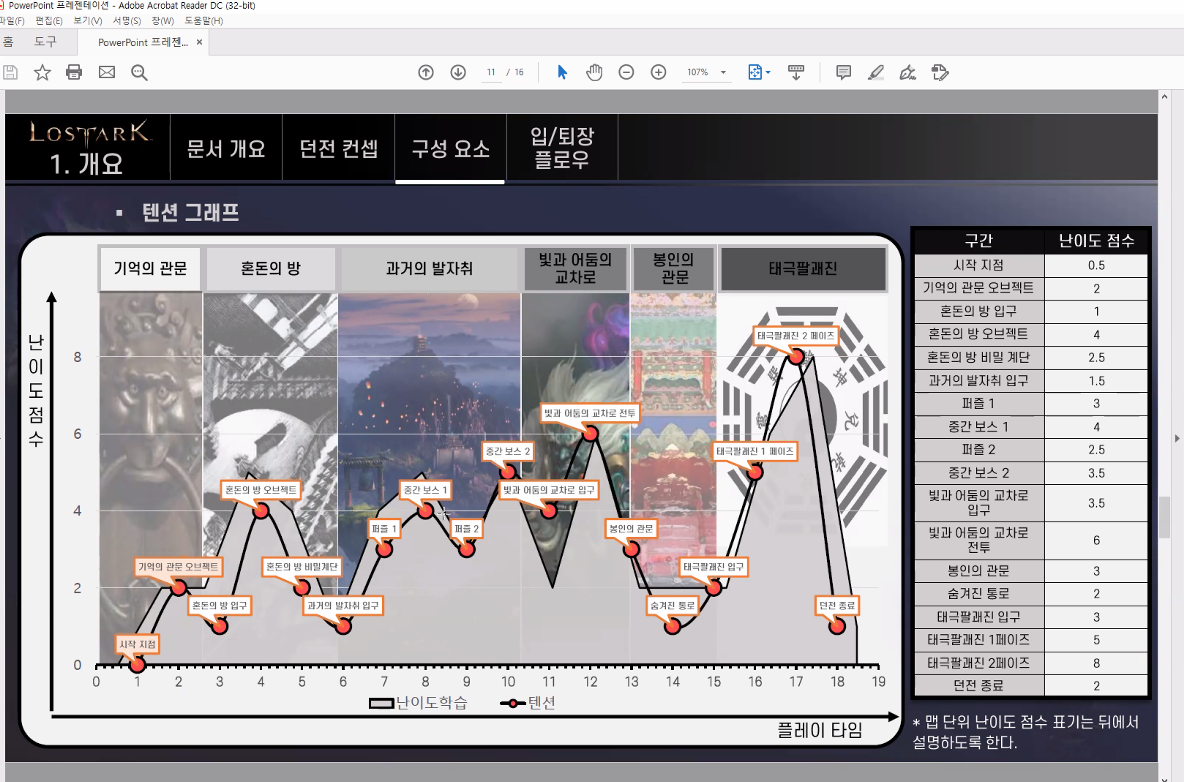 PowerPoint 프레젠테이션 - Adobe Acrobat Reader DC (32-bit)
파일(F) 편집(E) 보기(V) 서명(S) 창(W) 도움말(H)
홈 도구 PowerPoint 프레젠... ×
11 / 16 107%
LOSTARK
1. 개요
문서 개요
던전 컨셉
구성 요소
입/퇴장
플로우
▪ 텐션 그래프
기억의 관문
혼돈의 방
과거의 발자취
빛과 어둠의
교차로
봉인의
관문
태극팔괘진
난이도점수
8
6
4
2
0
태극팔괘진 2 페이즈
빛과 어둠의 교차로 전투
중간 보스 2
태극팔괘진 1 페이즈
혼돈의 방 오브젝트
중간 보스 1
빛과 어둠의 교차로 입구
퍼즐 1
퍼즐 2
봉인의 관문
기억의 관문 오브젝트
혼돈의 방 비밀계단
태극팔괘진 입구
혼돈의 방 입구
과거의 발자취 입구
숨겨진 통로
던전 종료
시작 지점
0 1 2 3 4 5 6 7 8 9 10 11 12 13 14 15 16 17 18 19
난이도학습 텐션
플레이 타임
구간 난이도 점수
시작 지점 0.5
기억의 관문 오브젝트 2
혼돈의 방 입구 1
혼돈의 방 오브젝트 4
혼돈의 방 비밀 계단 2.5
과거의 발자취 입구 1.5
퍼즐 1 3
중간 보스 1 4
퍼즐 2 2.5
중간 보스 2 3.5
빛과 어둠의 교차로
입구 3.5
빛과 어둠의 교차로
전투 6
봉인의 관문 3
숨겨진 통로 2
태극팔괘진 입구 3
태극팔괘진 1페이즈 5
태극팔괘진 2페이즈 8
던전 종료 2
* 맵 단위 난이도 점수 표기는 뒤에서
설명하도록 한다.